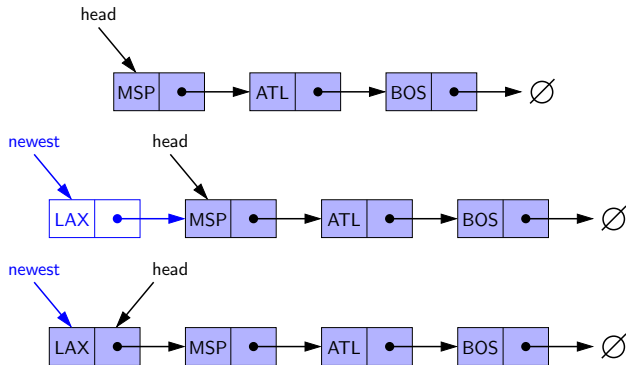 head
MSP ATL BOS ∅
newest head
LAX MSP ATL BOS ∅
newest head
LAX MSP ATL BOS ∅